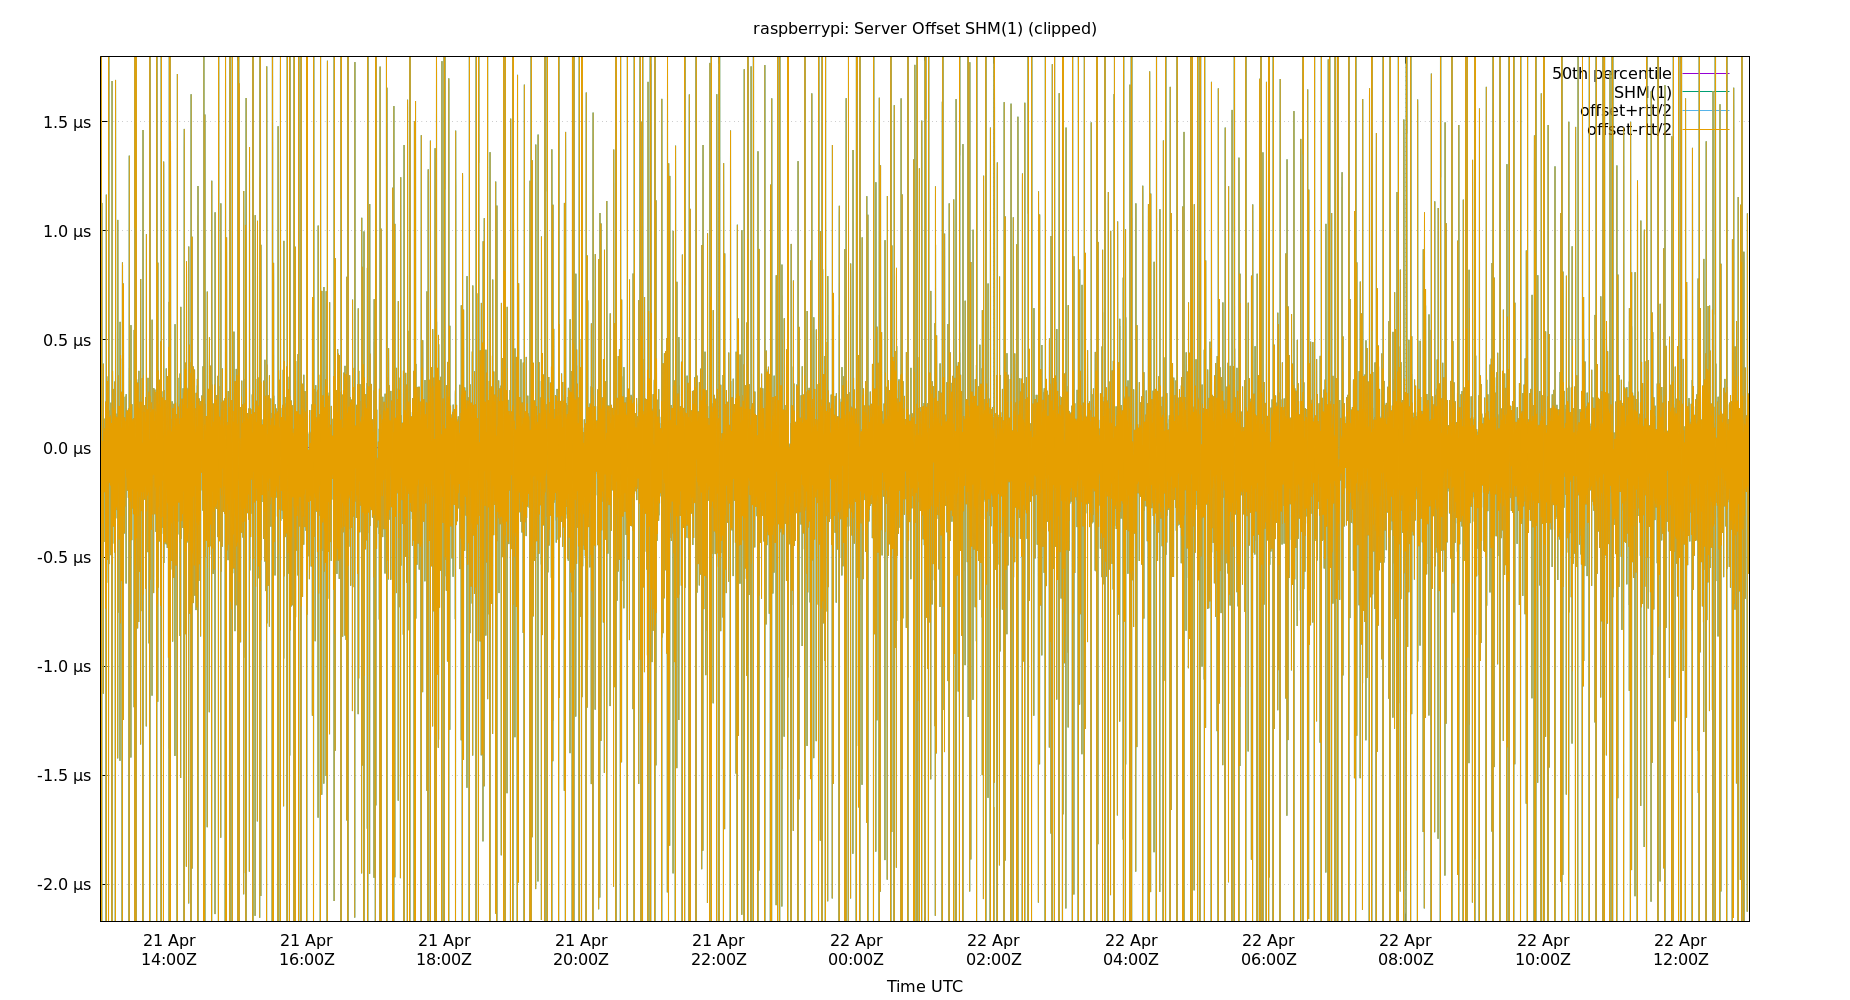 raspberrypi: Server Offset SHM(1) (clipped)
50th percentile
SHM(1)
offset+rtt/2
offset-rtt/2
1.5 µs
1.0 µs
0.5 µs
0.0 µs
-0.5 µs
-1.0 µs
-1.5 µs
-2.0 µs
21 Apr 21 Apr 21 Apr 21 Apr 21 Apr 22 Apr 22 Apr 22 Apr 22 Apr 22 Apr 22 Apr 22 Apr
14:00Z 16:00Z 18:00Z 20:00Z 22:00Z 00:00Z 02:00Z 04:00Z 06:00Z 08:00Z 10:00Z 12:00Z
Time UTC